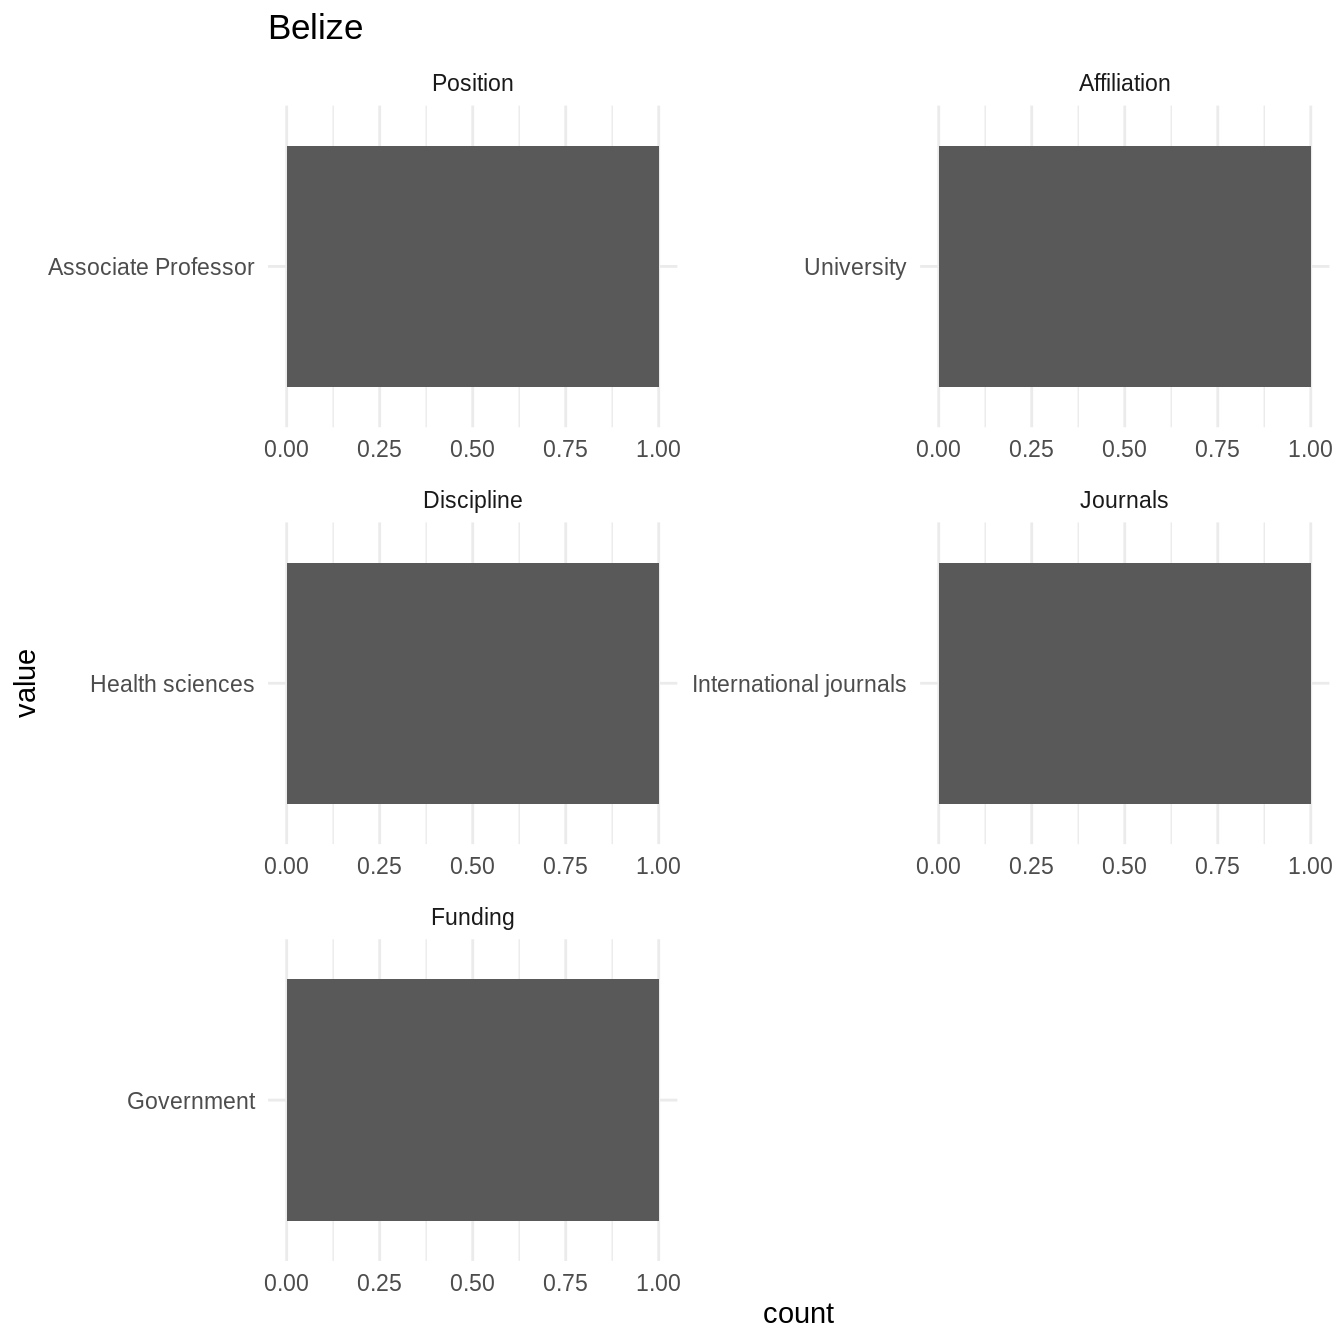 Belize
Position
Affiliation
Associate Professor
University
0.00 0.25 0.50 0.75 1.00
0.00 0.25 0.50 0.75 1.00
Discipline
Journals
value
Health sciences
International journals
0.00 0.25 0.50 0.75 1.00
0.00 0.25 0.50 0.75 1.00
Funding
Government
0.00 0.25 0.50 0.75 1.00
count